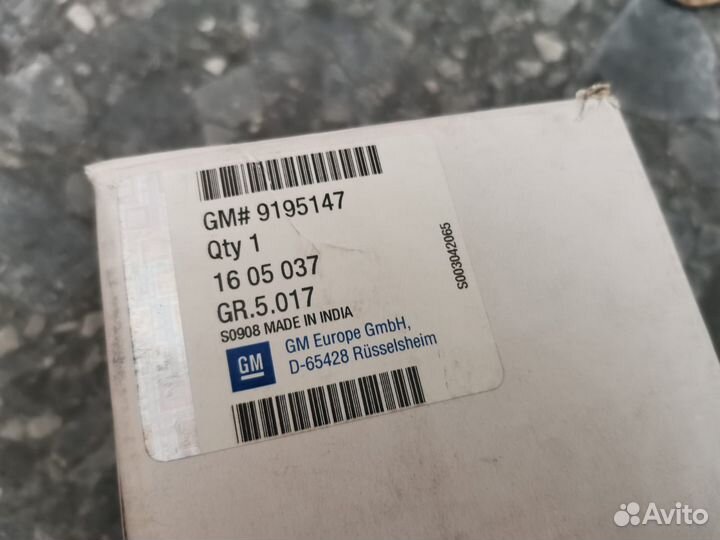 GM# 9195147
Qty 1
16 05 037
GR.5.017
S0908 MADE IN INDIA
GM
GM Europe GmbH,
D-65428 Rüsselsheim
S003042065
Avito